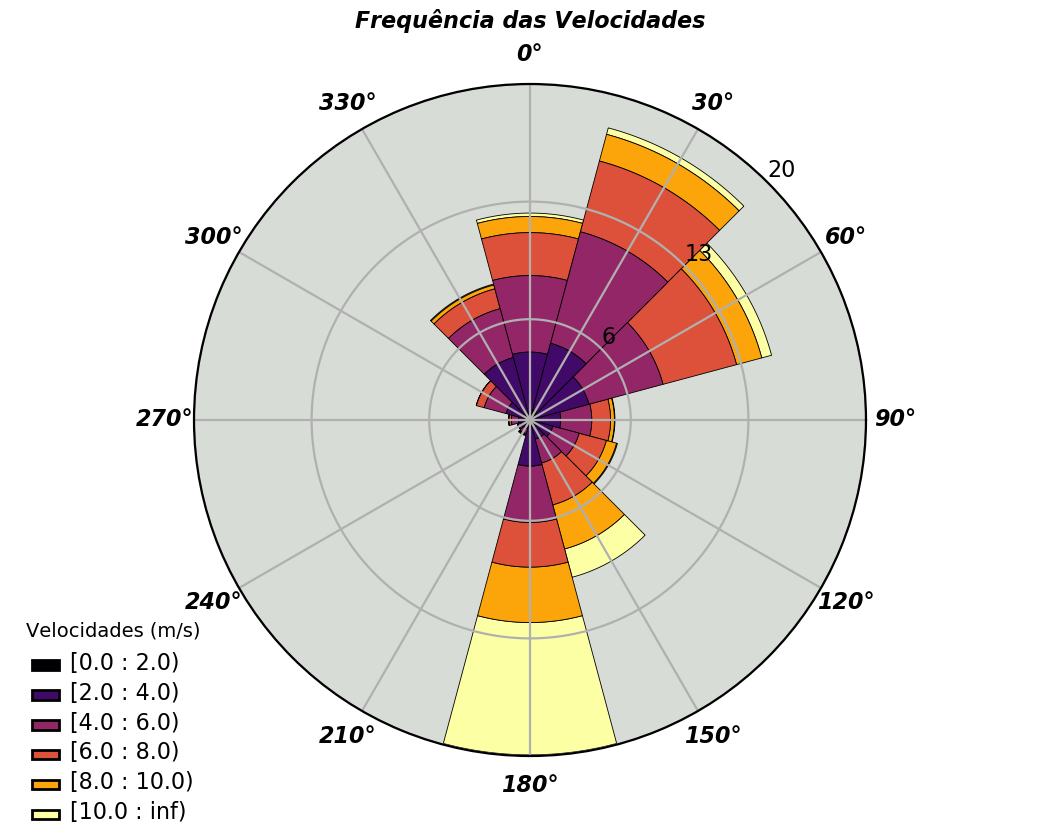 Frequência das Velocidades
0°
330°
30°
20
300°
60°
13
6
270°
90°
240°
120°
210°
150°
180°
Velocidades (m/s)
[0.0 : 2.0)
[2.0 : 4.0)
[4.0 : 6.0)
[6.0 : 8.0)
[8.0 : 10.0)
[10.0 : inf)